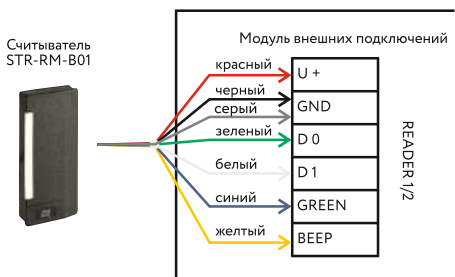 Считыватель
STR-RM-B01
Модуль внешних подключений
красный
U +
черный
GND
серый
зеленый
D 0
белый
D 1
синий
GREEN
желтый
BEEP
READER 1/2